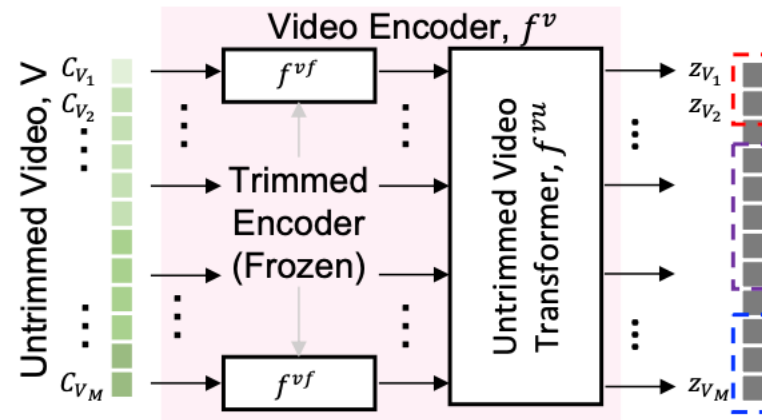 Video Encoder, f^v
Untrimmed Video, V
C_{V_1}
C_{V_2}
C_{V_M}
f^{vf}
Trimmed
Encoder
(Frozen)
f^{vf}
Untrimmed Video
Transformer, f^{vu}
z_{V_1}
z_{V_2}
z_{V_M}